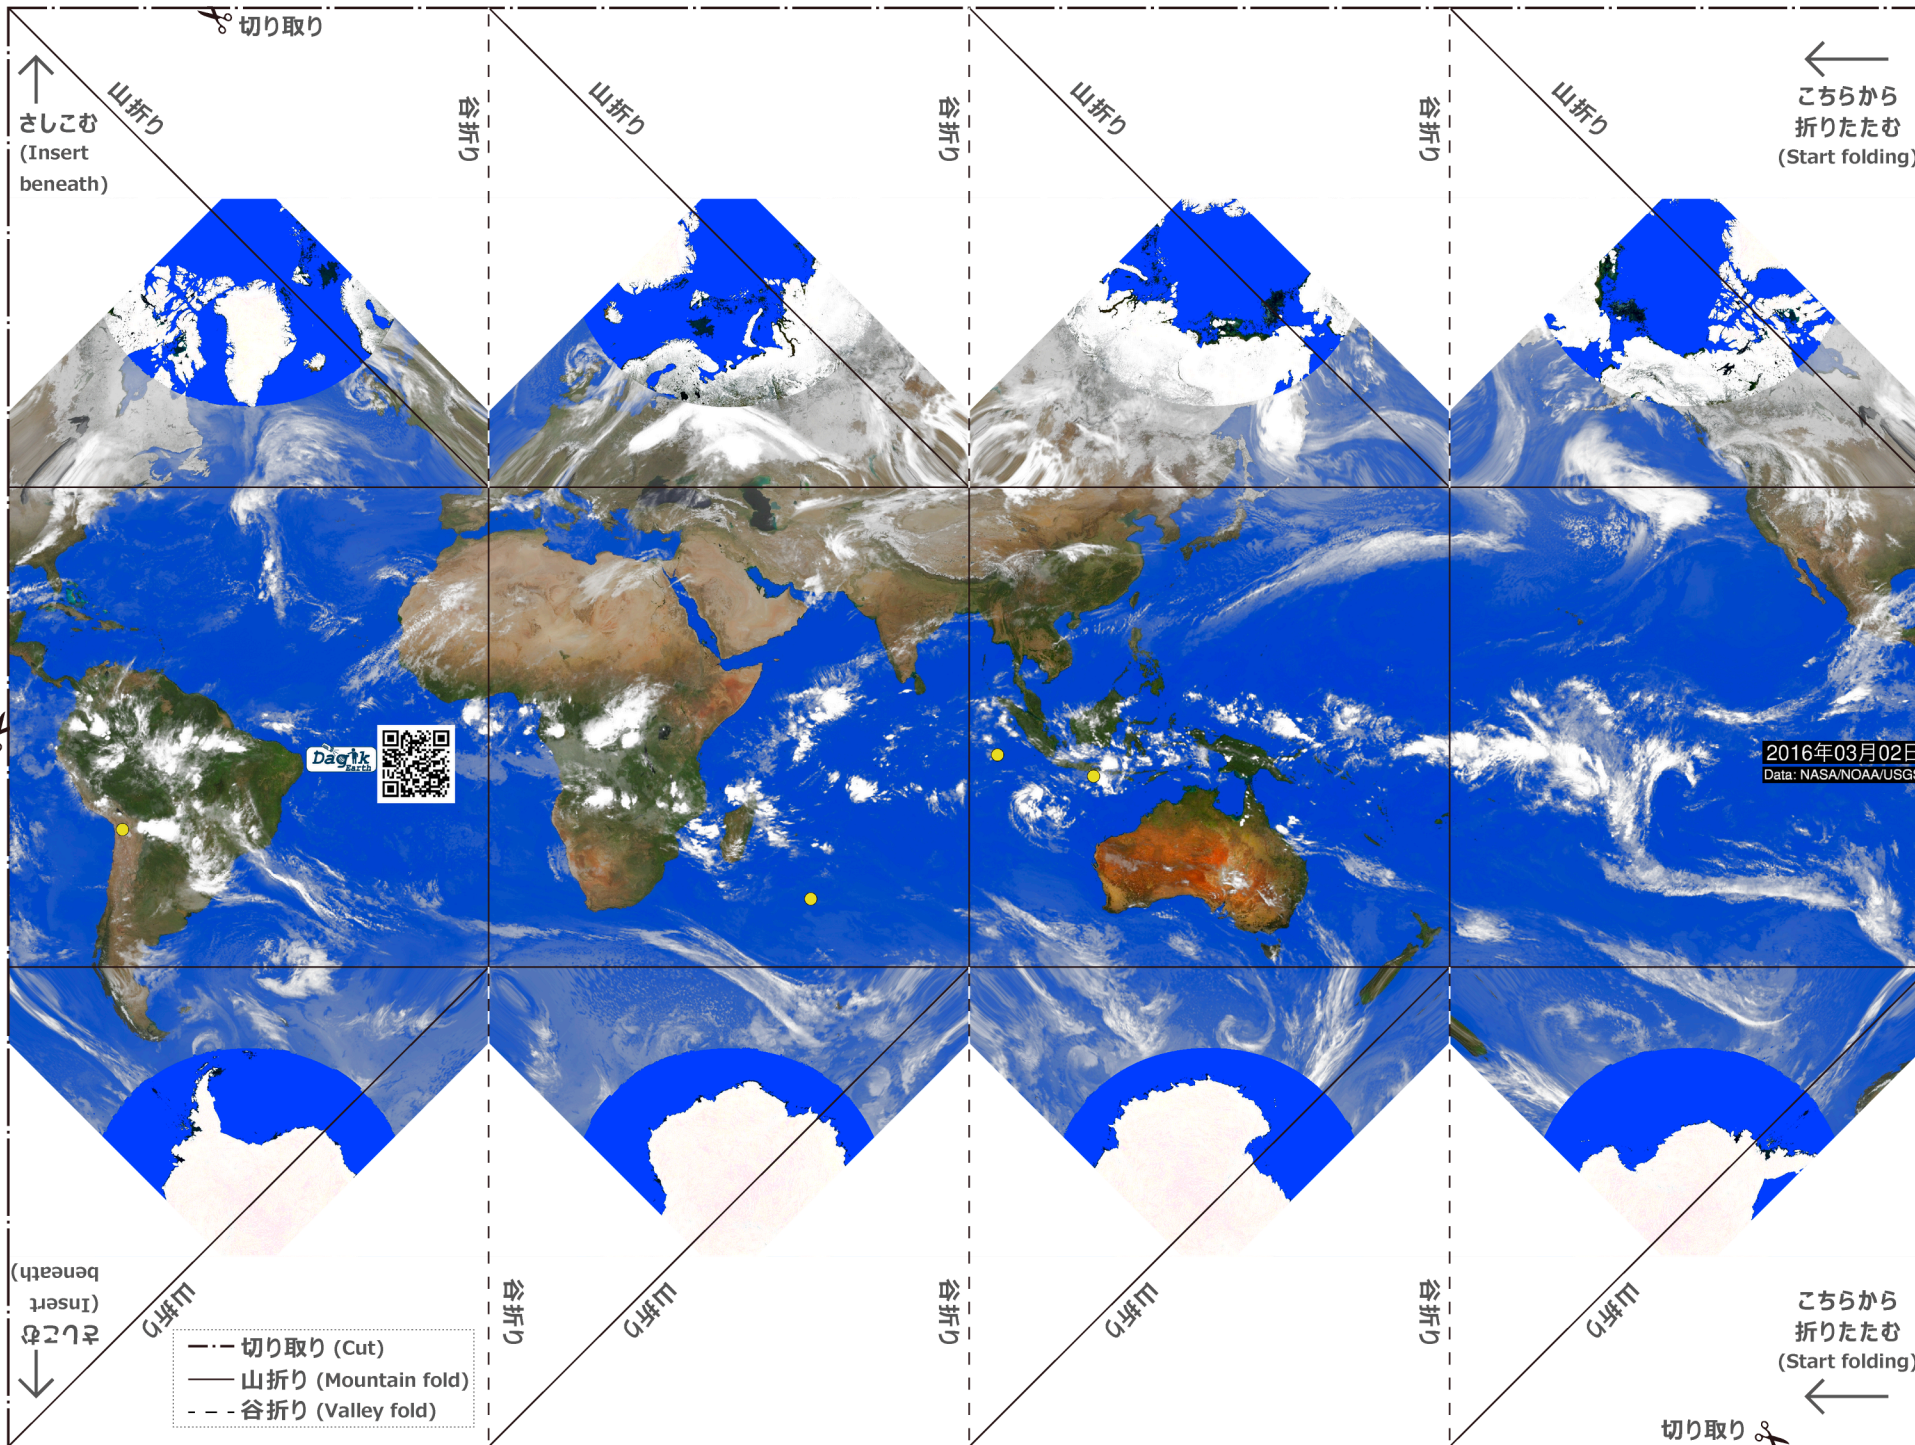 切り取り
山折り
谷折り
山折り
谷折り
山折り
谷折り
山折り
さしこむ
(Insert
beneath)
こちらから
折りたたむ
(Start folding)
Dagik
Earth
2016年03月02日
Data: NASA/NOAA/USGS
さしこむ
(Insert
beneath)
山折り
谷折り
山折り
谷折り
山折り
谷折り
山折り
こちらから
折りたたむ
(Start folding)
切り取り (Cut)
山折り (Mountain fold)
谷折り (Valley fold)
切り取り